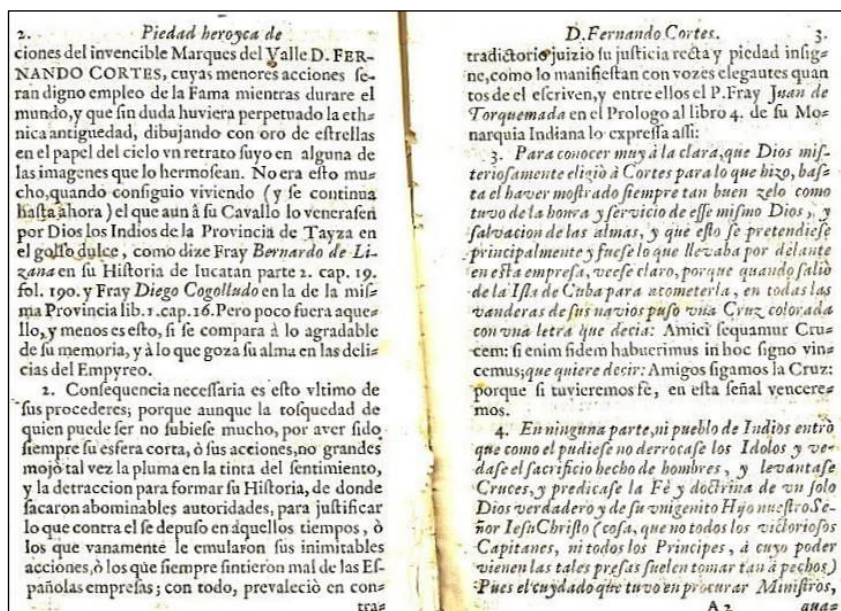 2. Piedad heroyca de
ciones del invencible Marques del Valle D. FER-
NANDO CORTES, cuyas menores acciones se-
ran digno empleo de la Fama mientras durare el
mundo, y que sin duda huviera perpetuado la eth-
nica antiguedad, dibujando con oro de estrellas
en el papel del cielo vn retrato suyo en alguna de
las imagenes que lo hermosean. No era esto mu-
cho, quando configuio viviendo (y se continua
hasta ahora) el que aun â su Cavallo lo venerasen
por Dios los Indios de la Provincia de Tayza en
el golfo dulce, como dize Fray Bernardo de Li-
zana en su Historia de Iucatan parte 2. cap. 19.
fol. 190. y Fray Diego Cogolludo en la de la mis-
ma Provincia lib. 1. cap. 16. Pero poco fuera aque-
llo, y menos es esto, si se compara à lo agradable
de su memoria, y à lo que goza su alma en las deli-
cias del Empyreo.
2. Consequencia necessaria es esto vltimo de
sus procederes; porque aunque la tosquedad de
quien puede ser no subiese mucho, por aver sido
siempre su esfera corta, ò sus acciones, no grandes
mojò tal vez la pluma en la tinta del sentimiento,
y la detraccion para formar su Historia, de donde
sacaron abominables autoridades, para justificar
lo que contra el se depuso en aquellos tiempos, ò
los que vanamente le emularon sus inimitables
acciones, ò los que siempre sintieron mal de las Es-
pañolas empresas; con todo, prevaleciò en con-
tra-
D. Fernando Cortes. 3.
tradictorio juizio su justicia recta y piedad insig-
ne, como lo manifiestan con vozes elegautes quan
tos de el escriven, y entre ellos el P. Fray Juan de
Torquemada en el Prologo al libro 4. de su Mo-
narquia Indiana lo expressa assi:
3. Para conocer muy à la clara, que Dios mis-
teriosamente eligiò à Cortes para lo que hizo, bas-
ta el haver mostrado siempre tan buen zelo como
tuvo de la honra y servicio de esse mismo Dios, y
salvacion de las almas, y que esto se pretendiese
principalmente y fuese lo que llevaba por delante
en esta empresa, veese claro, porque quando saliò
de la Isla de Cuba para acometerla, en todas las
vanderas de sus navios puso vna Cruz colorada
con vna letra que decia: Amici sequamur Cru-
cem: si enim fidem habuerimus in hoc signo vin-
cemus; que quiere decir: Amigos sigamos la Cruz:
porque si tuvieremos fè, en esta señal vencere-
mos.
4. En ninguna parte, ni pueblo de Indios entrò
que como el pudiese no derrocase los Idolos y ve-
dase el sacrificio hecho de hombres, y levantase
Cruces, y predicase la Fè y doctrina de vn solo
Dios verdadero y de su vnigenito Hijo nuestro Se-
ñor Iesu Christo (cosa, que no todos los victoriosos
Capitanes, ni todos los Principes, à cuyo poder
vienen las tales presas suelen tomar tan â pechos)
Pues el cuydado que tuvo en procurar Ministros,
A 2 qua-